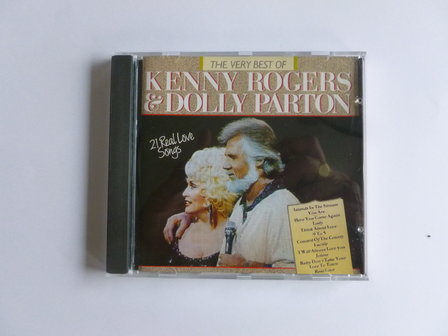 THE VERY BEST OF
KENNY ROGERS
& DOLLY PARTON
21 Real Love
Songs
Islands In The Stream
You Are
Here You Come Again
Lady
Think About Love
9 To 5
Coward Of The County
Lucille
I Will Always Love You
Jolene
Ruby Don't Take Your
Love To Town
Real Love